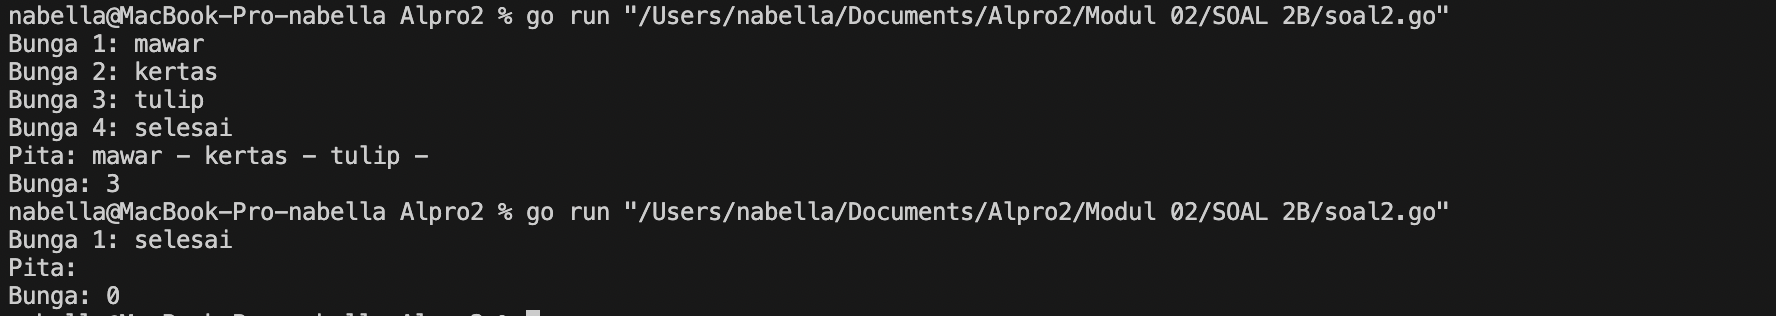 nabella@MacBook-Pro-nabella Alpro2 % go run "/Users/nabella/Documents/Alpro2/Modul 02/SOAL 2B/soal2.go"
Bunga 1: mawar
Bunga 2: kertas
Bunga 3: tulip
Bunga 4: selesai
Pita: mawar - kertas - tulip -
Bunga: 3
nabella@MacBook-Pro-nabella Alpro2 % go run "/Users/nabella/Documents/Alpro2/Modul 02/SOAL 2B/soal2.go"
Bunga 1: selesai
Pita:
Bunga: 0